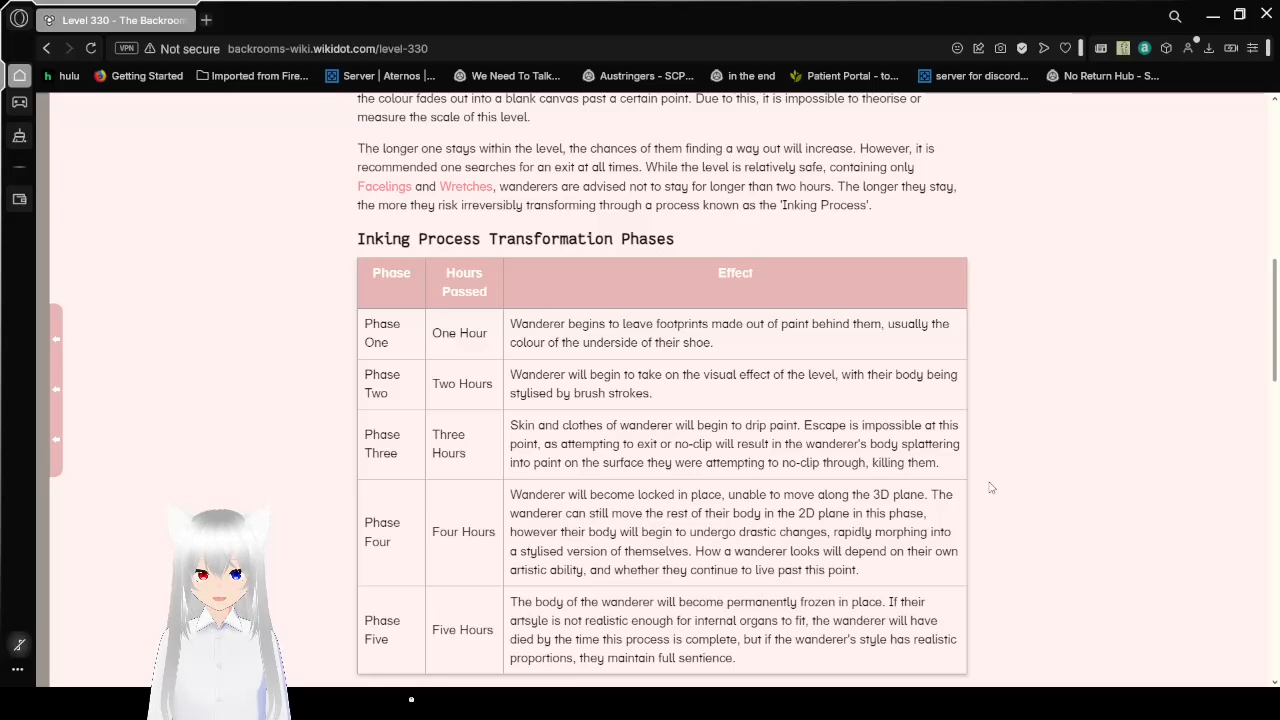 Level 330 - The Backroom
VPN Not secure backrooms-wiki.wikidot.com/level-330
hulu Getting Started Imported from Fire... Server | Aternos |... We Need To Talk... Austringers - SCP... in the end Patient Portal - to... server for discord... No Return Hub - S...
the colour fades out into a blank canvas past a certain point. Due to this, it is impossible to theorise or
measure the scale of this level.
The longer one stays within the level, the chances of them finding a way out will increase. However, it is
recommended one searches for an exit at all times. While the level is relatively safe, containing only
Facelings and Wretches, wanderers are advised not to stay for longer than two hours. The longer they stay,
the more they risk irreversibly transforming through a process known as the 'Inking Process'.
Inking Process Transformation Phases
Phase
Hours
Passed
Effect
Phase
One
One Hour
Wanderer begins to leave footprints made out of paint behind them, usually the
colour of the underside of their shoe.
Phase
Two
Two Hours
Wanderer will begin to take on the visual effect of the level, with their body being
stylised by brush strokes.
Phase
Three
Three
Hours
Skin and clothes of wanderer will begin to drip paint. Escape is impossible at this
point, as attempting to exit or no-clip will result in the wanderer's body splattering
into paint on the surface they were attempting to no-clip through, killing them.
Phase
Four
Four Hours
Wanderer will become locked in place, unable to move along the 3D plane. The
wanderer can still move the rest of their body in the 2D plane in this phase,
however their body will begin to undergo drastic changes, rapidly morphing into
a stylised version of themselves. How a wanderer looks will depend on their own
artistic ability, and whether they continue to live past this point.
Phase
Five
Five Hours
The body of the wanderer will become permanently frozen in place. If their
artsyle is not realistic enough for internal organs to fit, the wanderer will have
died by the time this process is complete, but if the wanderer's style has realistic
proportions, they maintain full sentience.